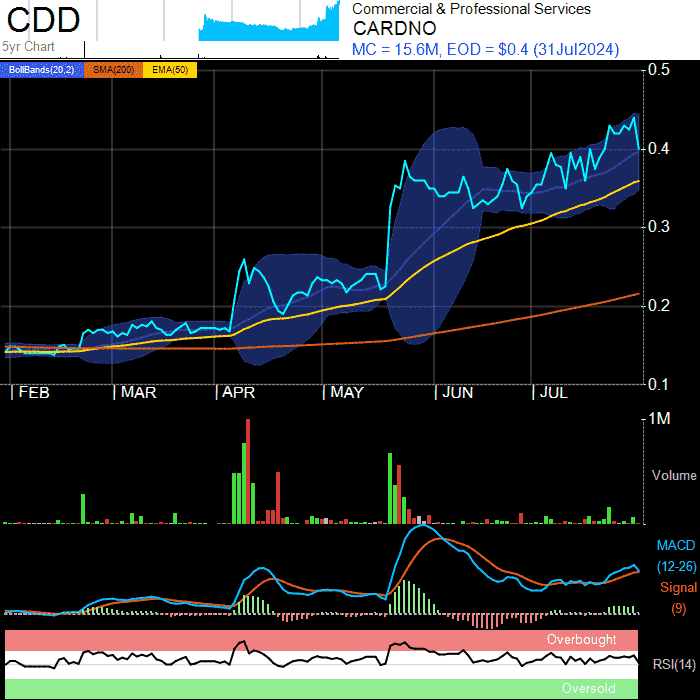 CDD
5yr Chart
Commercial & Professional Services
CARDNO
MC = 15.6M, EOD = $0.4 (31Jul2024)
BollBands(20,2) SMA(200) EMA(50)
0.5
0.4
0.3
0.2
0.1
FEB MAR APR MAY JUN JUL
1M
Volume
MACD
(12-26)
Signal
(9)
Overbought
RSI(14)
Oversold